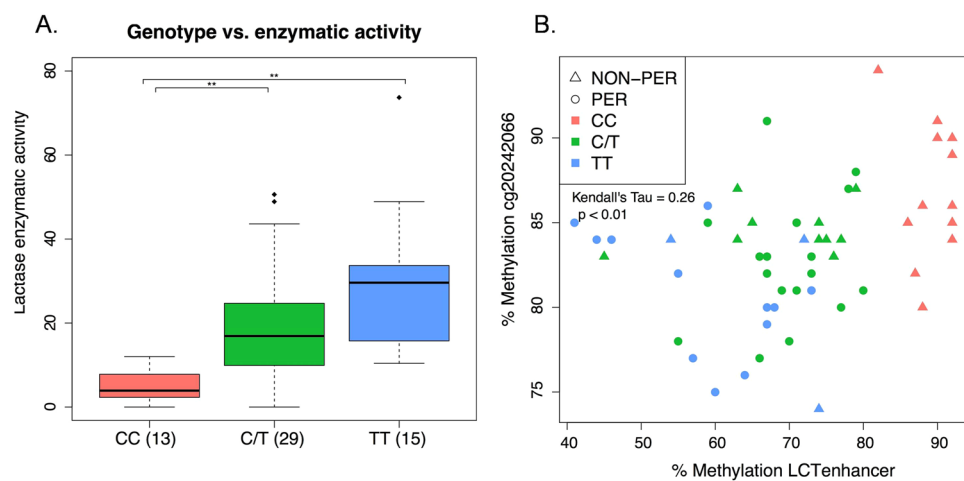 A.
Genotype vs. enzymatic activity
Lactase enzymatic activity
80
60
40
20
0
**
**
CC (13)
C/T (29)
TT (15)
B.
% Methylation cg20242066
90
85
80
75
NON−PER
PER
CC
C/T
TT
Kendall's Tau = 0.26
p < 0.01
40
50
60
70
80
90
% Methylation LCTenhancer